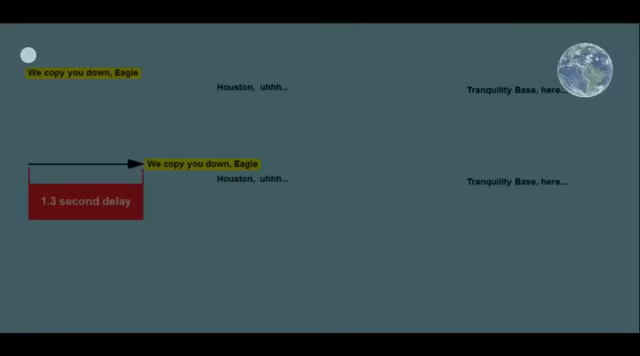 We copy you down, Eagle
Houston, uhhh...
Tranquility Base, here...
We copy you down, Eagle
Houston, uhhh...
Tranquility Base, here...
1.3 second delay